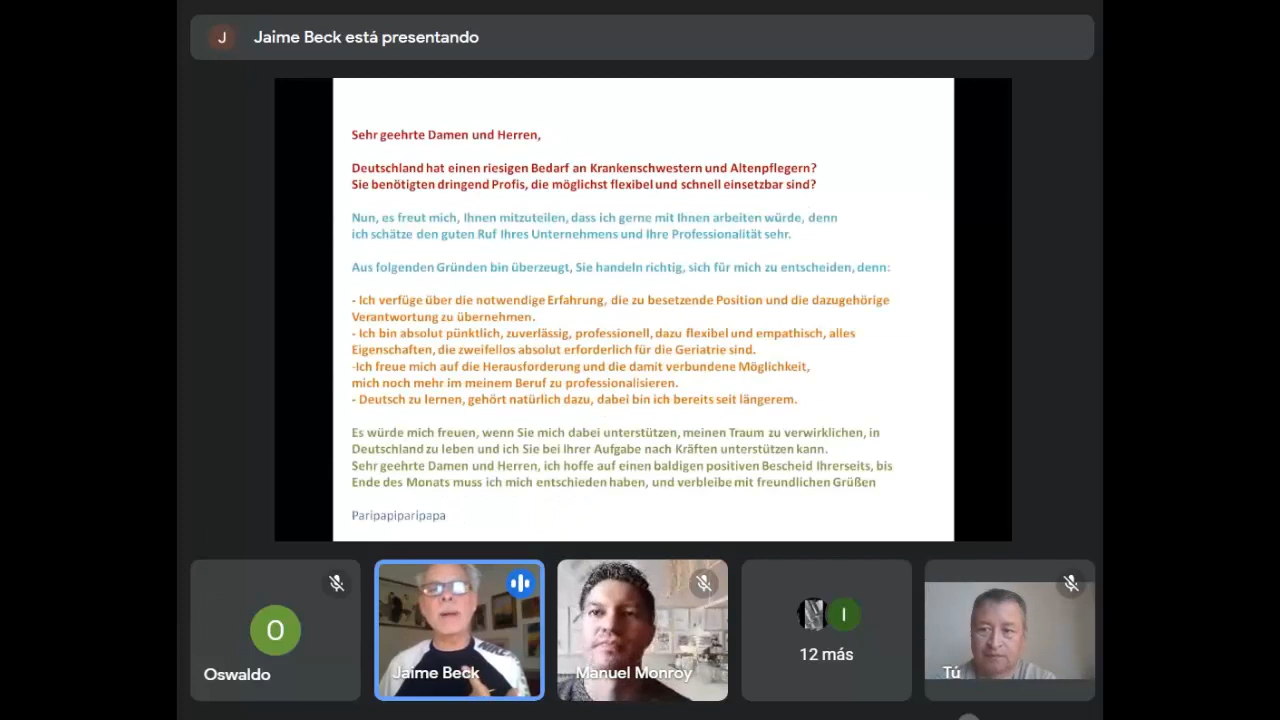 J
Jaime Beck está presentando
Sehr geehrte Damen und Herren,
Deutschland hat einen riesigen Bedarf an Krankenschwestern und Altenpflegern?
Sie benötigten dringend Profis, die möglichst flexibel und schnell einsetzbar sind?
Nun, es freut mich, Ihnen mitzuteilen, dass ich gerne mit Ihnen arbeiten würde, denn
ich schätze den guten Ruf Ihres Unternehmens und Ihre Professionalität sehr.
Aus folgenden Gründen bin überzeugt, Sie handeln richtig, sich für mich zu entscheiden, denn:
- Ich verfüge über die notwendige Erfahrung, die zu besetzende Position und die dazugehörige
Verantwortung zu übernehmen.
- Ich bin absolut pünktlich, zuverlässig, professionell, dazu flexibel und empathisch, alles
Eigenschaften, die zweifellos absolut erforderlich für die Geriatrie sind.
-Ich freue mich auf die Herausforderung und die damit verbundene Möglichkeit,
mich noch mehr im meinem Beruf zu professionalisieren.
- Deutsch zu lernen, gehört natürlich dazu, dabei bin ich bereits seit längerem.
Es würde mich freuen, wenn Sie mich dabei unterstützen, meinen Traum zu verwirklichen, in
Deutschland zu leben und ich Sie bei Ihrer Aufgabe nach Kräften unterstützen kann.
Sehr geehrte Damen und Herren, ich hoffe auf einen baldigen positiven Bescheid Ihrerseits, bis
Ende des Monats muss ich mich entschieden haben, und verbleibe mit freundlichen Grüßen
Paripapiparipapa
O
Oswaldo
Jaime Beck
Manuel Monroy
I
12 más
Tú